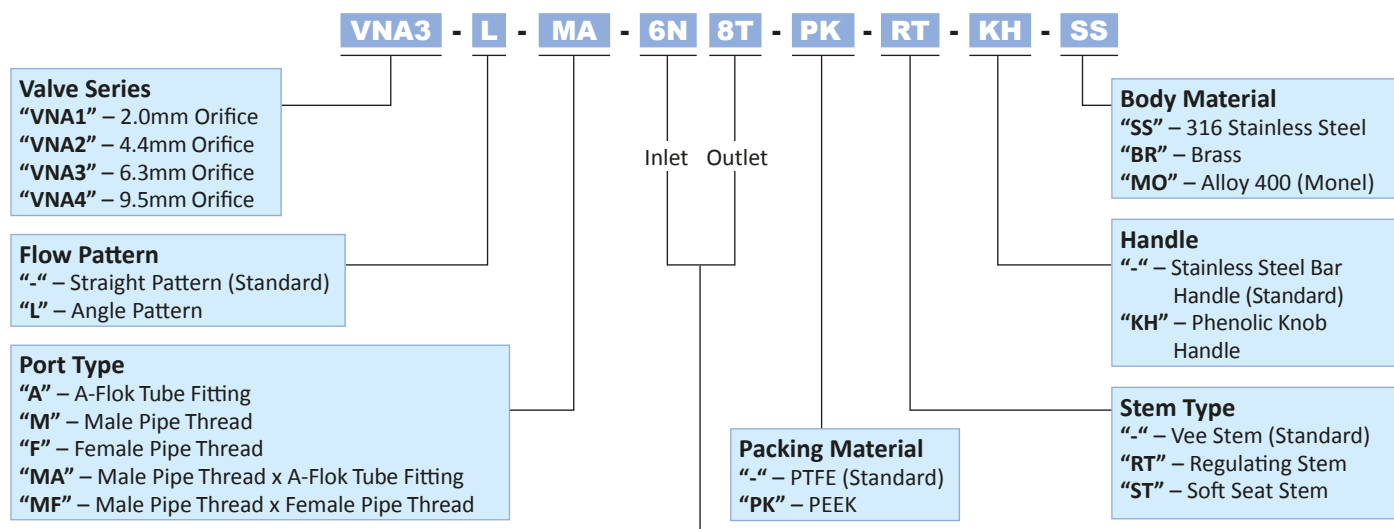 VNA3 - L - MA - 6N 8T - PK - RT - KH - SS
Valve Series
“VNA1” – 2.0mm Orifice
“VNA2” – 4.4mm Orifice
“VNA3” – 6.3mm Orifice
“VNA4” – 9.5mm Orifice
Flow Pattern
“-“ – Straight Pattern (Standard)
“L” – Angle Pattern
Port Type
“A” – A-Flok Tube Fitting
“M” – Male Pipe Thread
“F” – Female Pipe Thread
“MA” – Male Pipe Thread x A-Flok Tube Fitting
“MF” – Male Pipe Thread x Female Pipe Thread
Inlet Outlet
Packing Material
“-“ – PTFE (Standard)
“PK” – PEEK
Body Material
“SS” – 316 Stainless Steel
“BR” – Brass
“MO” – Alloy 400 (Monel)
Handle
“-“ – Stainless Steel Bar
Handle (Standard)
“KH” – Phenolic Knob
Handle
Stem Type
“-“ – Vee Stem (Standard)
“RT” – Regulating Stem
“ST” – Soft Seat Stem